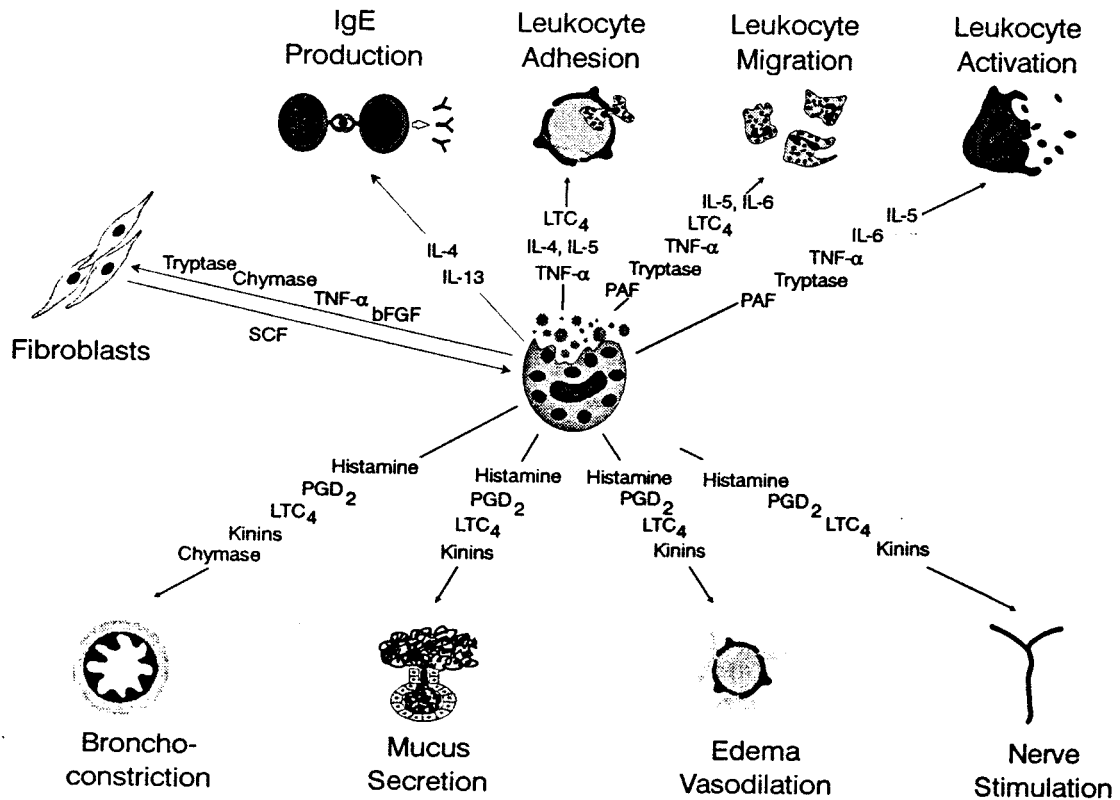 IgE
Production
Leukocyte
Adhesion
Leukocyte
Migration
Leukocyte
Activation
IL-4
IL-13
LTC4
IL-4, IL-5
TNF-α
IL-5, IL-6
LTC4
TNF-α
Tryptase
PAF
IL-5
IL-6
TNF-α
Tryptase
PAF
Tryptase
Chymase
TNF-α
bFGF
SCF
Fibroblasts
Histamine
PGD2
LTC4
Kinins
Chymase
Histamine
PGD2
LTC4
Kinins
Histamine
PGD2
LTC4
Kinins
Histamine
PGD2
LTC4
Kinins
Broncho-
constriction
Mucus
Secretion
Edema
Vasodilation
Nerve
Stimulation